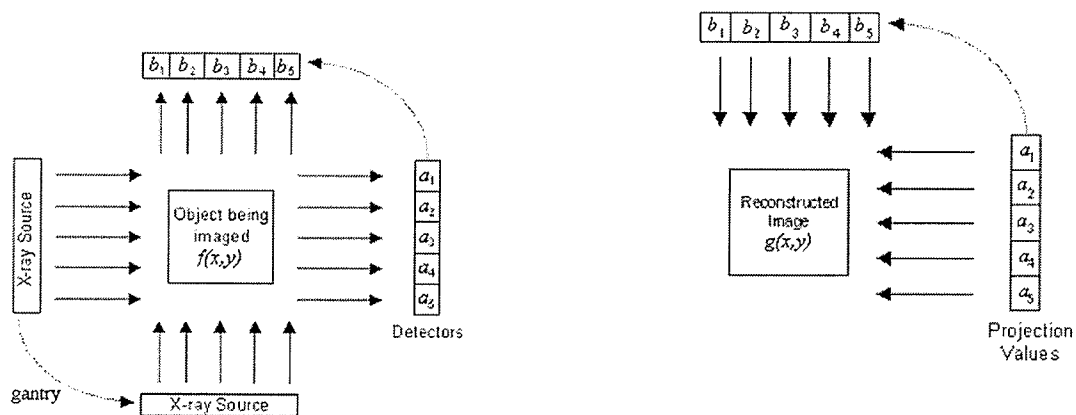 b₁ b₂ b₃ b₄ b₅
X-ray Source
Object being
imaged
f(x,y)
a₁
a₂
a₃
a₄
a₅
Detectors
gantry
X-ray Source
b₁ b₂ b₃ b₄ b₅
Reconstructed
Image
g(x,y)
a₁
a₂
a₃
a₄
a₅
Projection
Values